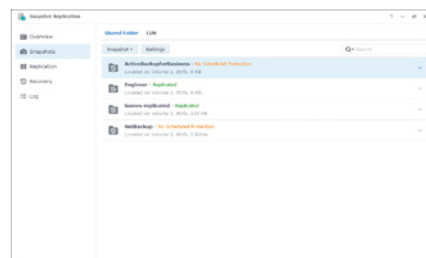 Snapshot Replication
Overview
Snapshots
Replication
Recovery
Log
Shared Folder LUN
Snapshot Settings
Search
ActiveBackupforBusiness - No Scheduled Protection
Located on Volume 1, Btrfs, 0 KB
Engineer - Replicated
Located on Volume 1, Btrfs, 4 KB
homes-replicated - Replicated
Located on Volume 1, Btrfs, 124 KB
NetBackup - No Scheduled Protection
Located on Volume 1, Btrfs, 0 Bytes